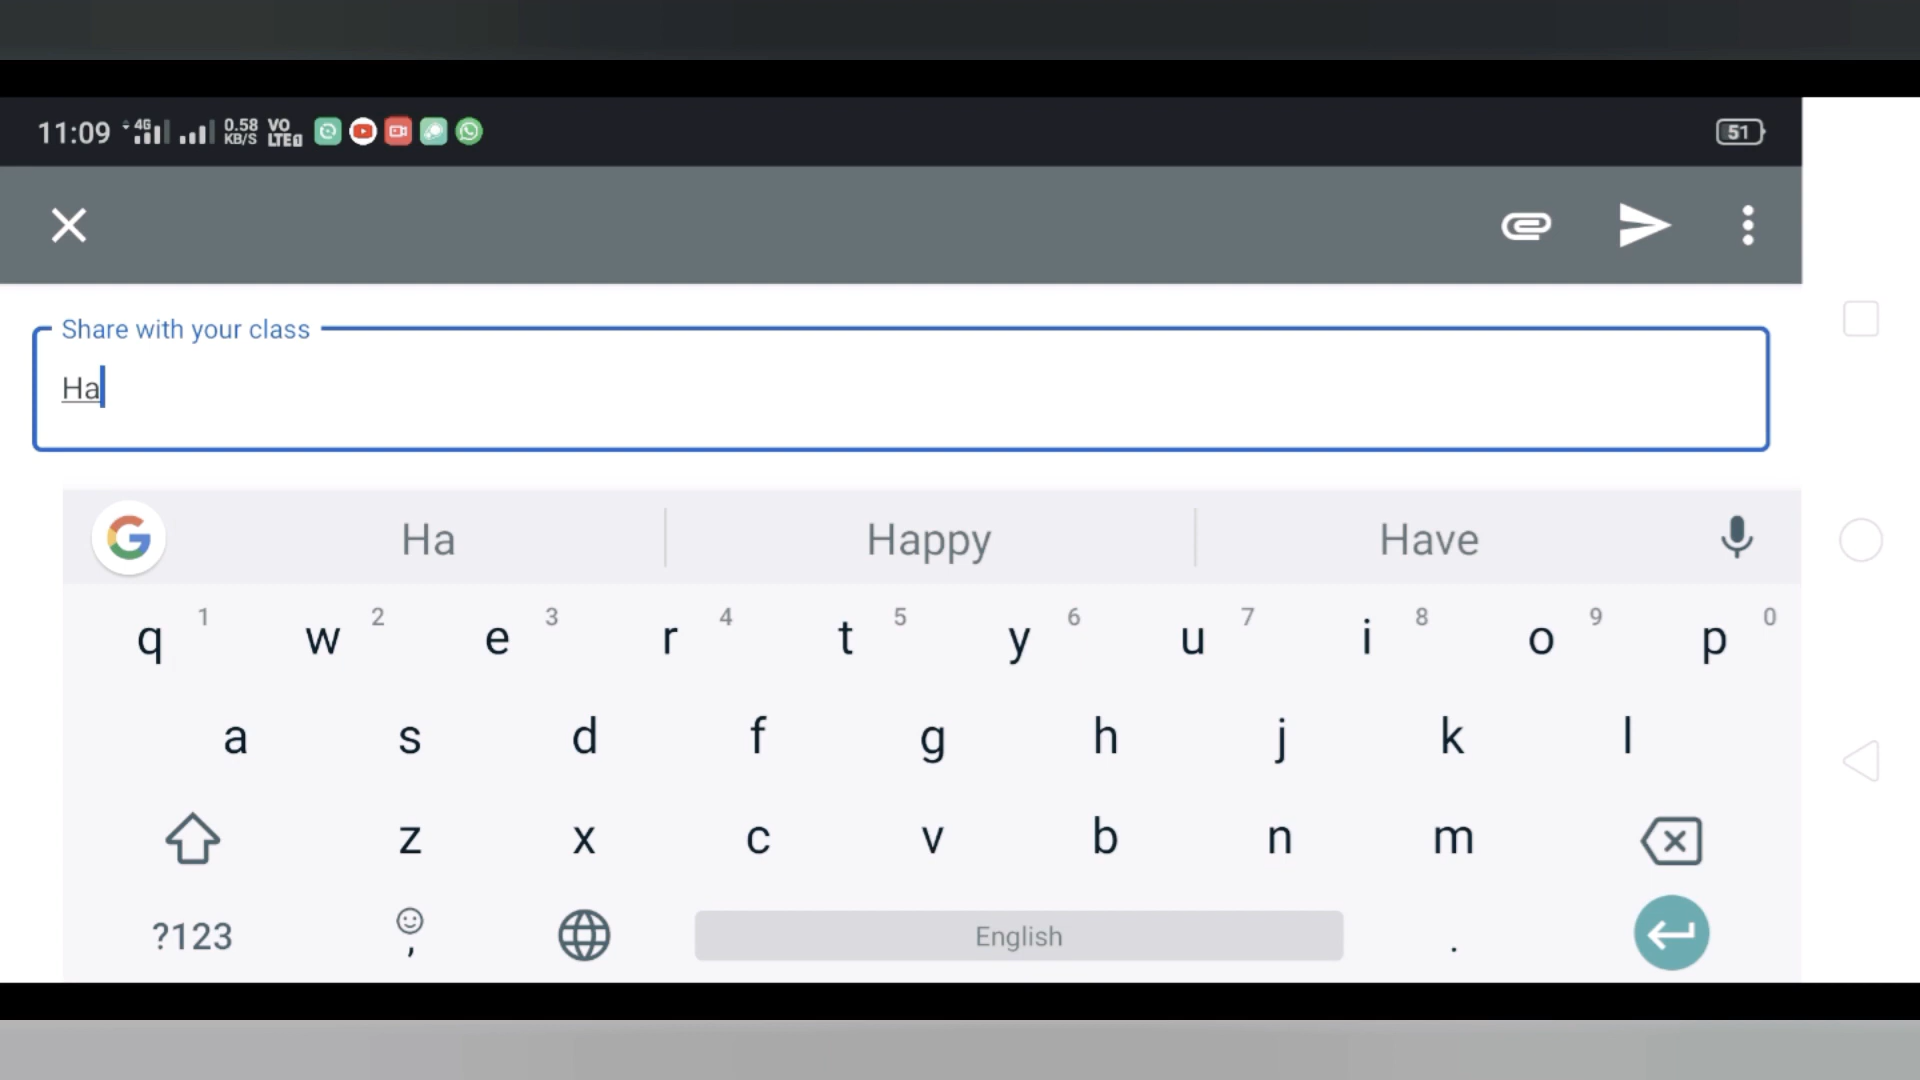 11:09 4G 0.58 KB/S VO LTE 51
Share with your class
Ha
Ha Happy Have
q 1 w 2 e 3 r 4 t 5 y 6 u 7 i 8 o 9 p 0
a s d f g h j k l
z x c v b n m
?123 , English .